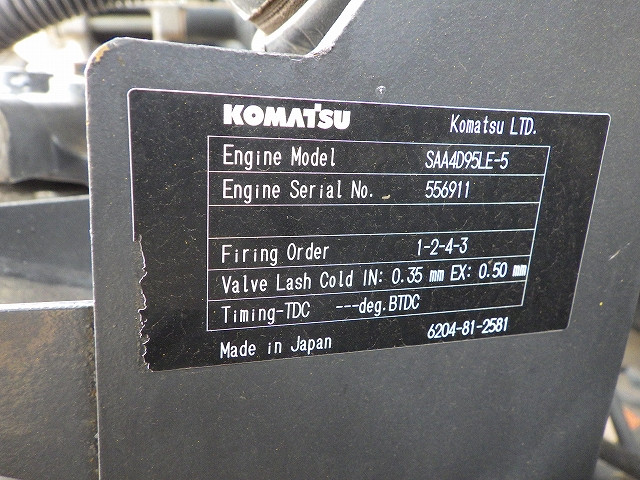 KOMATSU Komatsu LTD.
Engine Model SAA4D95LE-5
Engine Serial No. 556911
Firing Order 1-2-4-3
Valve Lash Cold IN: 0.35 mm EX: 0.50 mm
Timing-TDC ---deg.BTDC
Made in Japan 6204-81-2581